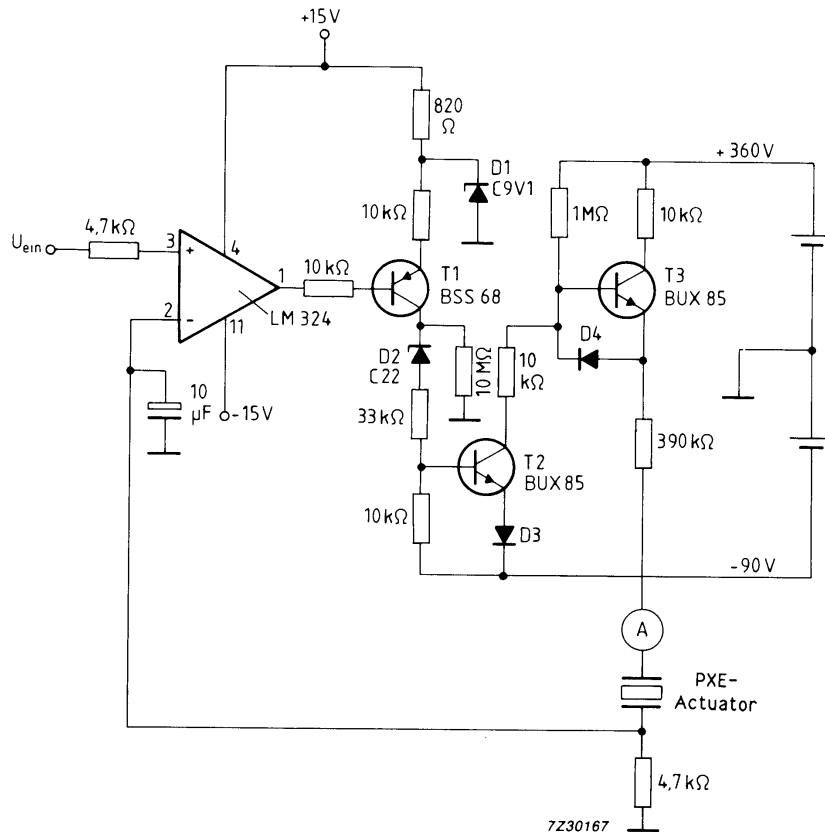 +15V
820
Ω
D1
C9V1
+360V
10kΩ
1MΩ
10kΩ
4,7kΩ
Uein
3
+
4
1
10kΩ
T1
BSS 68
T3
BUX 85
2
-
11
LM 324
D4
D2
C22
10MΩ
10
kΩ
10
µF
-15V
33kΩ
390kΩ
T2
BUX 85
10kΩ
D3
-90V
A
PXE-
Actuator
4,7kΩ
7Z30167